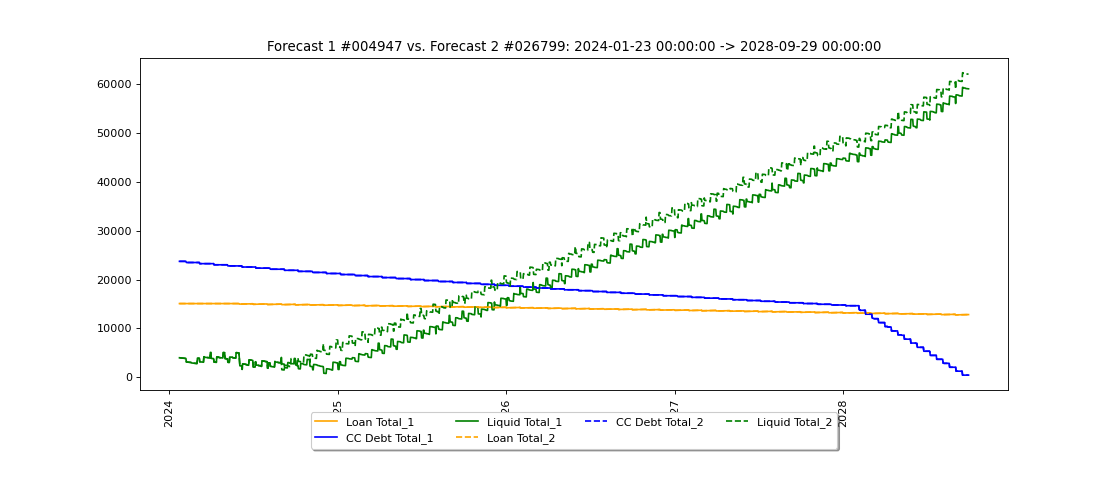 Forecast 1 #004947 vs. Forecast 2 #026799: 2024-01-23 00:00:00 -> 2028-09-29 00:00:00
60000
50000
40000
30000
20000
10000
0
2024
25
26
27
2028
Loan Total_1
Liquid Total_1
CC Debt Total_2
Liquid Total_2
CC Debt Total_1
Loan Total_2